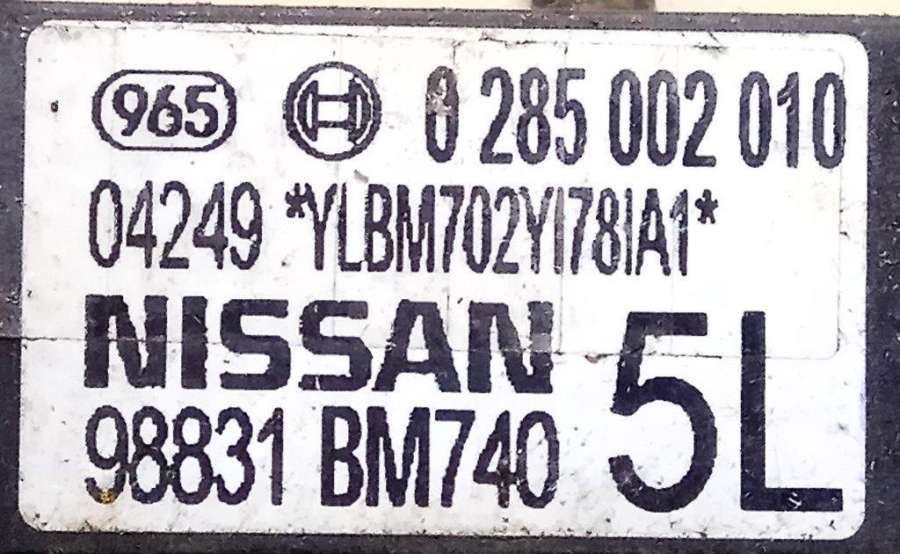 965 0 285 002 010
04249 *YLBM702YI78IA1*
NISSAN
98831 BM740 5L